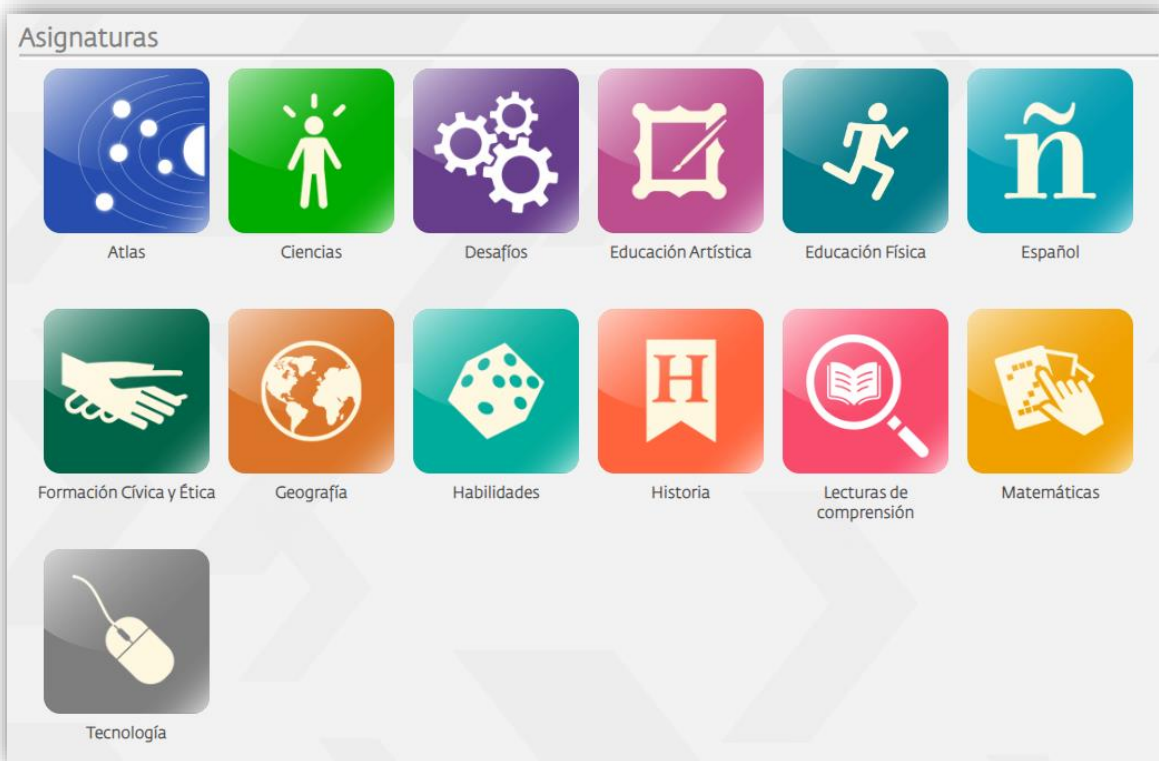 Asignaturas
ñ
Atlas
Ciencias
Desafíos
Educación Artística
Educación Física
Español
H
Formación Cívica y Ética
Geografía
Habilidades
Historia
Lecturas de
comprensión
Matemáticas
Tecnología